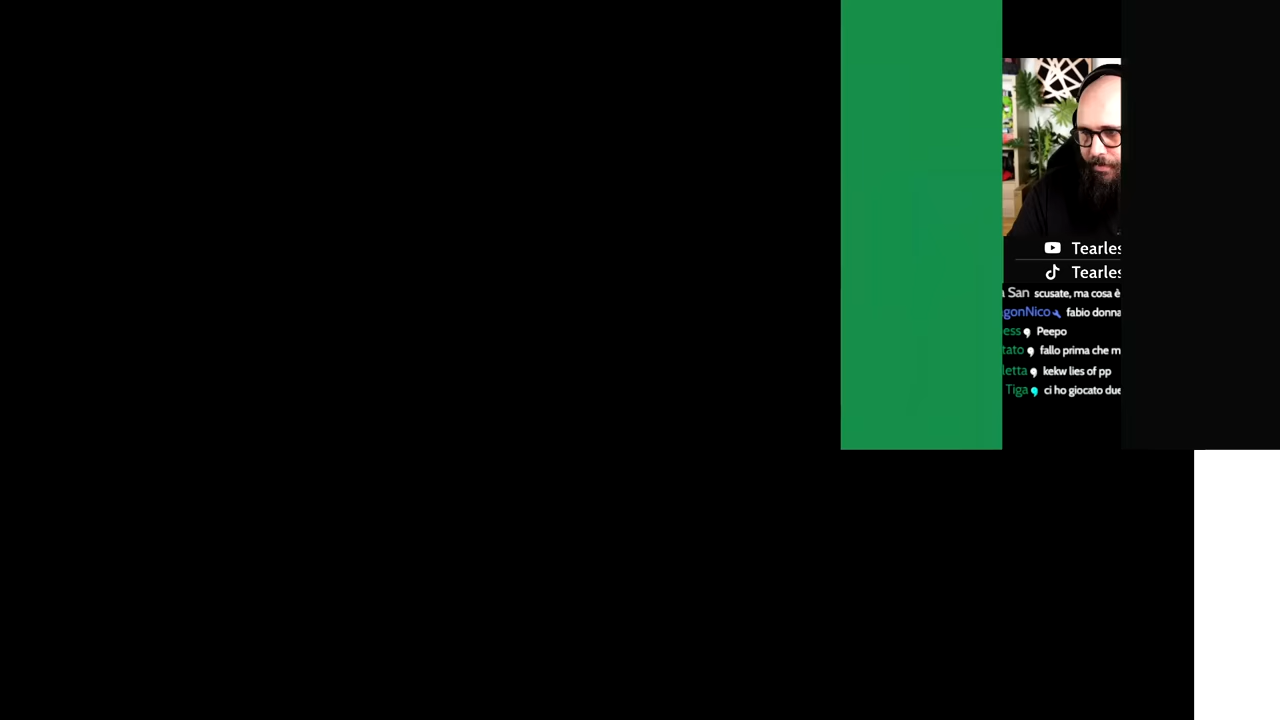 Tearles
Tearles
San scusate, ma cosa è
gonNico fabio donna
ess Peepo
tato fallo prima che m
letta kekw lies of pp
Tiga ci ho giocato due